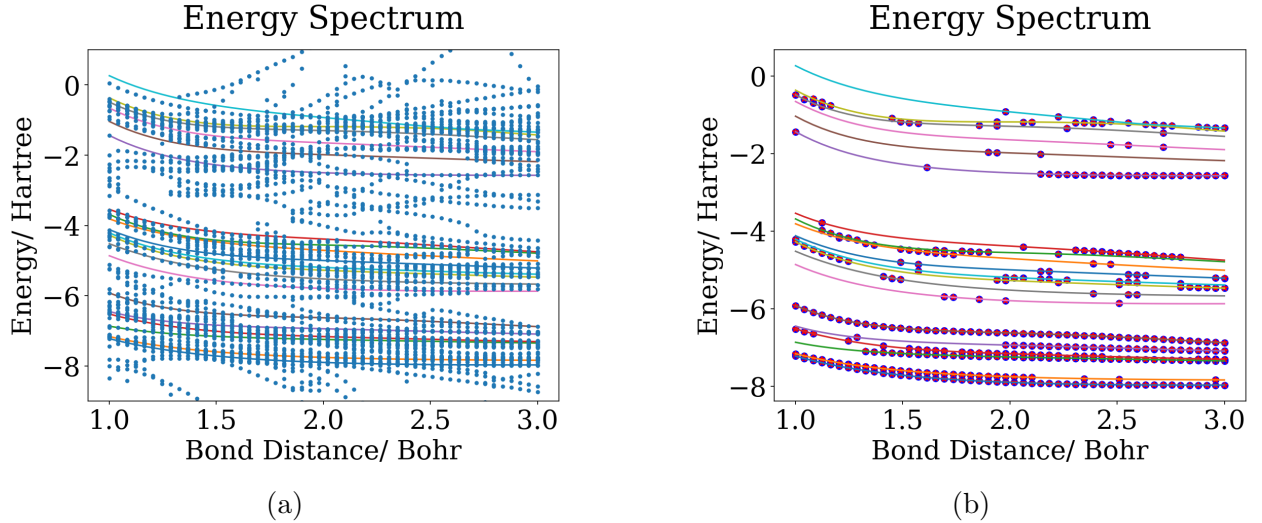 Energy Spectrum
Energy/ Hartree
0
−2
−4
−6
−8
1.0 1.5 2.0 2.5 3.0
Bond Distance/ Bohr
(a)
Energy Spectrum
Energy/ Hartree
0
−2
−4
−6
−8
1.0 1.5 2.0 2.5 3.0
Bond Distance/ Bohr
(b)